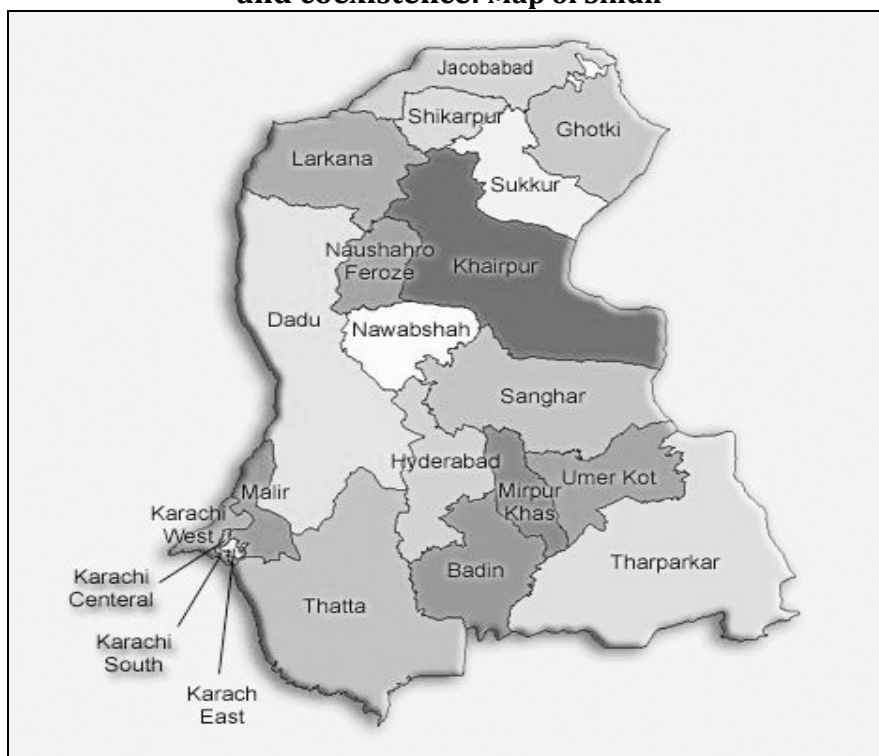 and coexistence. Map of Sindh
Jacobabad
Shikarpur
Ghotki
Larkana
Sukkur
Naushahro
Feroze
Khairpur
Dadu
Nawabshah
Sanghar
Hyderabad
Umer Kot
Mirpur
Khas
Malir
Karachi
West
Tharparkar
Badin
Karachi
Centeral
Thatta
Karachi
South
Karach
East